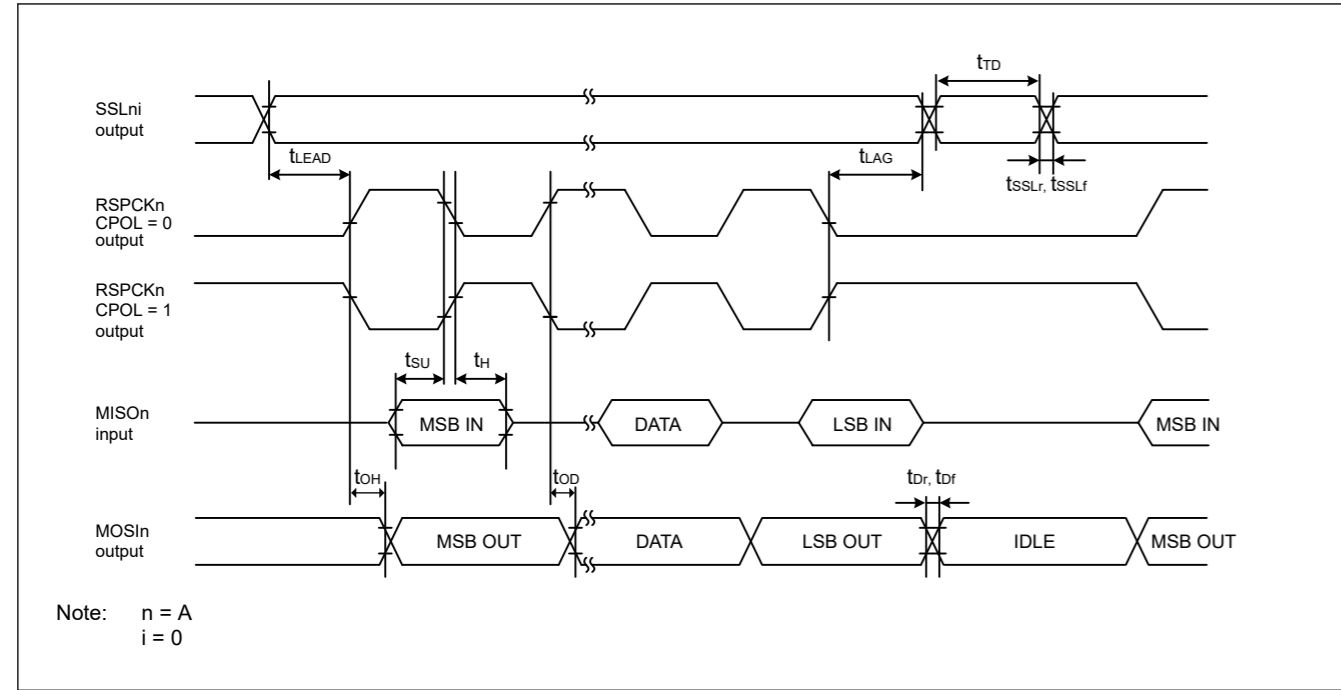 tTD
SSLni
output
tLEAD
tLAG
tSSLr, tSSLf
RSPCKn
CPOL = 0
output
RSPCKn
CPOL = 1
output
tSU
tH
MISOn
input
MSB IN
DATA
LSB IN
MSB IN
tOH
tOD
tDr, tDf
MOSIn
output
MSB OUT
DATA
LSB OUT
IDLE
MSB OUT
Note: n = A
i = 0